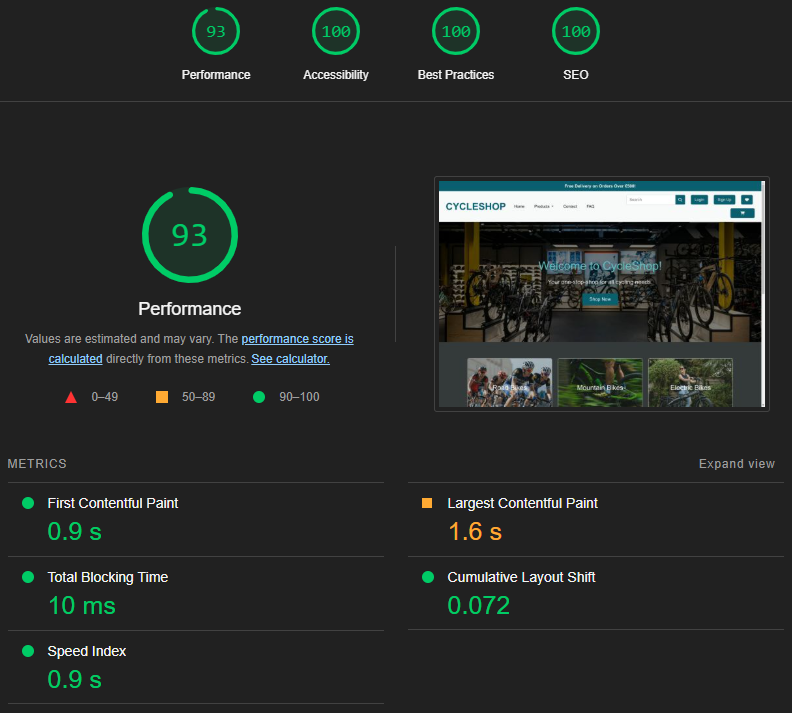 93 100 100 100
Performance Accessibility Best Practices SEO
93
Performance
Values are estimated and may vary. The performance score is
calculated directly from these metrics. See calculator.
0–49 50–89 90–100
Free Delivery on Orders Over £500!
CYCLESHOP Home Products Contact FAQ Search Login Sign Up
Welcome to CycleShop!
Your one-stop-shop for all cycling needs
Shop Now
Road Bikes Mountain Bikes Electric Bikes
METRICS Expand view
First Contentful Paint Largest Contentful Paint
0.9 s 1.6 s
Total Blocking Time Cumulative Layout Shift
10 ms 0.072
Speed Index
0.9 s